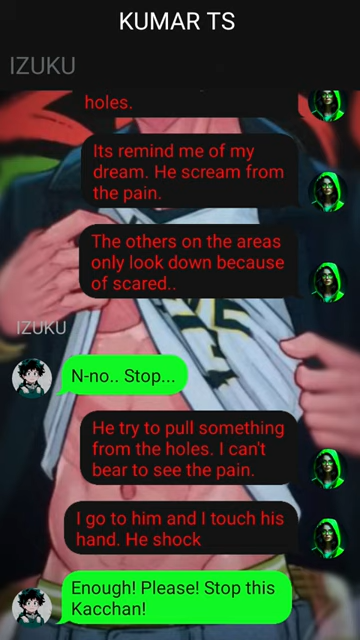 KUMAR TS
IZUKU
holes.
Its remind me of my
dream. He scream from
the pain.
The others on the areas
only look down because
of scared..
IZUKU
N-no.. Stop...
He try to pull something
from the holes. I can't
bear to see the pain.
I go to him and I touch his
hand. He shock
Enough! Please! Stop this
Kacchan!